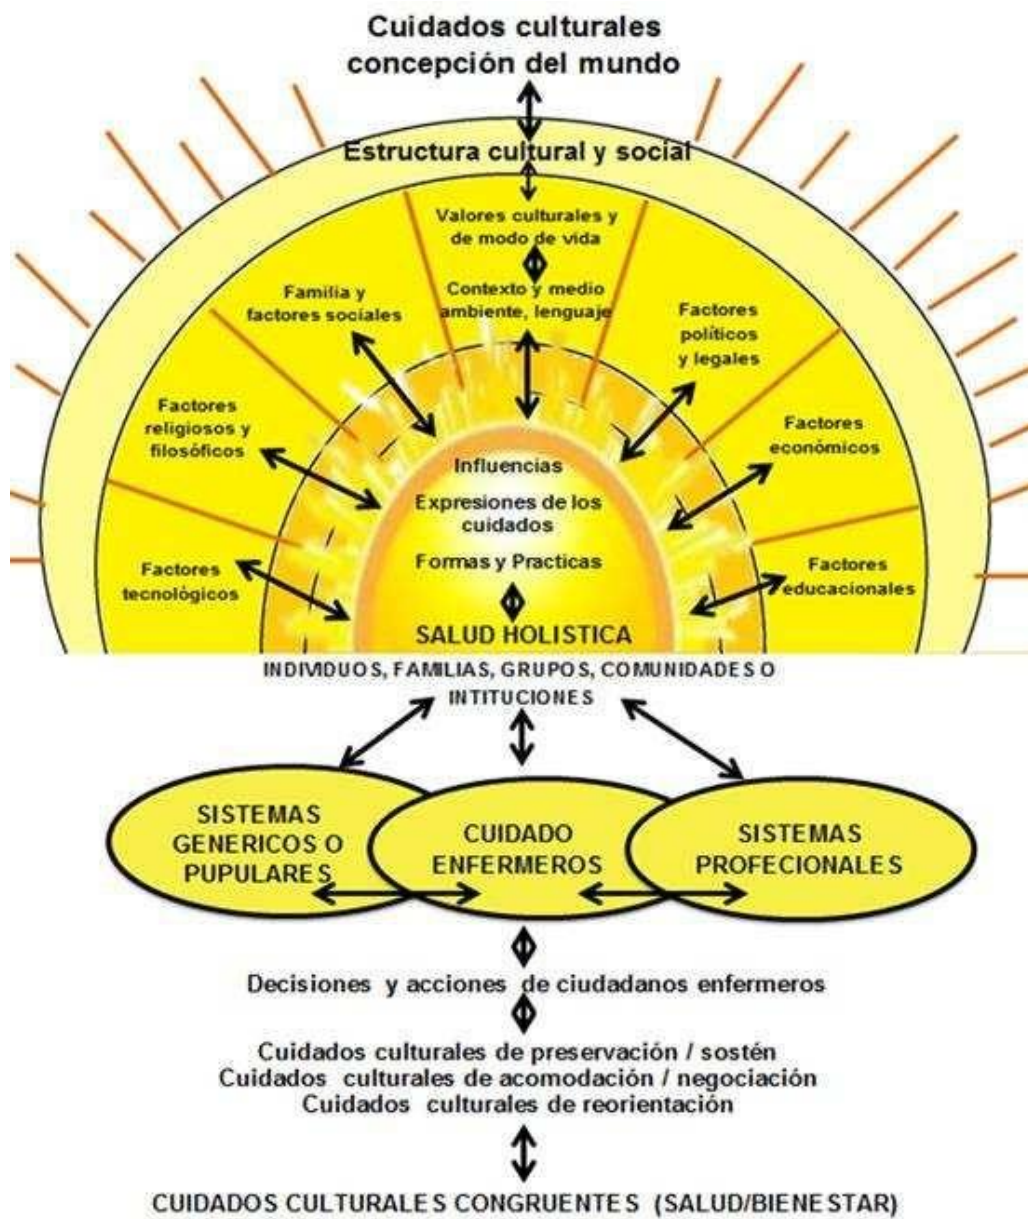 Cuidados culturales
concepción del mundo
Estructura cultural y social
Valores culturales y
de modo de vida
Contexto y medio
ambiente, lenguaje
Familia y
factores sociales
Factores
políticos
y legales
Factores
religiosos y
filosóficos
Factores
económicos
Factores
tecnológicos
Factores
educacionales
Influencias
Expresiones de los
cuidados
Formas y Practicas
SALUD HOLISTICA
INDIVIDUOS, FAMILIAS, GRUPOS, COMUNIDADES O
INTITUCIONES
SISTEMAS
GENERICOS O
PUPULARES
CUIDADO
ENFERMEROS
SISTEMAS
PROFECIONALES
Decisiones y acciones de ciudadanos enfermeros
Cuidados culturales de preservación / sostén
Cuidados culturales de acomodación / negociación
Cuidados culturales de reorientación
CUIDADOS CULTURALES CONGRUENTES (SALUD/BIENESTAR)